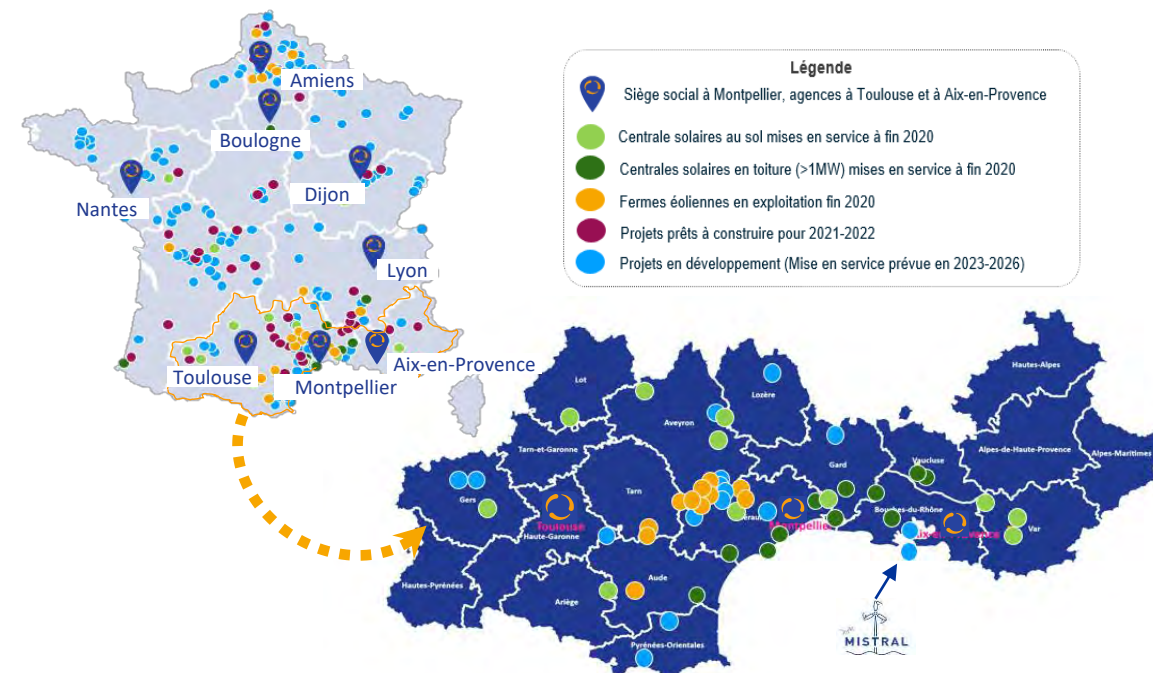 Amiens
Boulogne
Dijon
Nantes
Lyon
Aix-en-Provence
Toulouse
Montpellier
Légende
Siège social à Montpellier, agences à Toulouse et à Aix-en-Provence
Centrale solaires au sol mises en service à fin 2020
Centrales solaires en toiture (>1MW) mises en service à fin 2020
Fermes éoliennes en exploitation fin 2020
Projets prêts à construire pour 2021-2022
Projets en développement (Mise en service prévue en 2023-2026)
Hautes-Alpes
Lot
Lozère
Aveyron
Tarn-et-Garonne
Gard
Vaucluse
Alpes-de-Haute-Provence
Alpes-Maritimes
Gers
Tarn
Toulouse
Montpellie
Bouches-du-Rhône
Var
Haute-Garonne
Hautes-Pyrénées
Aude
Ariège
Pyrénées-Orientales
MISTRAL